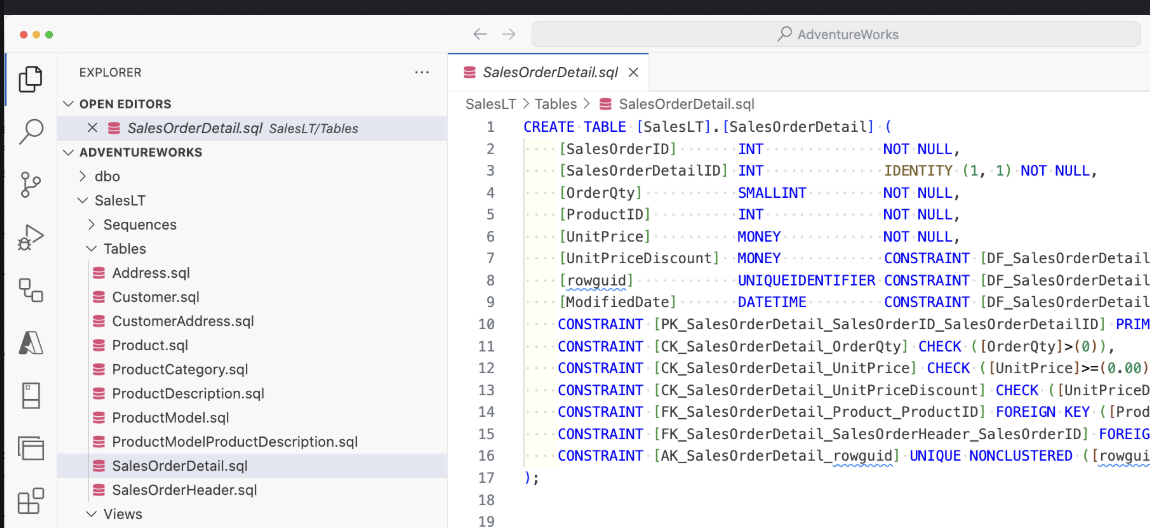 AdventureWorks
EXPLORER
OPEN EDITORS
SalesOrderDetail.sql SalesLT/Tables
ADVENTUREWORKS
dbo
SalesLT
Sequences
Tables
Address.sql
Customer.sql
CustomerAddress.sql
Product.sql
ProductCategory.sql
ProductDescription.sql
ProductModel.sql
ProductModelProductDescription.sql
SalesOrderDetail.sql
SalesOrderHeader.sql
Views
SalesOrderDetail.sql
SalesLT > Tables > SalesOrderDetail.sql
1 CREATE TABLE [SalesLT].[SalesOrderDetail] (
2 [SalesOrderID] INT NOT NULL,
3 [SalesOrderDetailID] INT IDENTITY (1, 1) NOT NULL,
4 [OrderQty] SMALLINT NOT NULL,
5 [ProductID] INT NOT NULL,
6 [UnitPrice] MONEY NOT NULL,
7 [UnitPriceDiscount] MONEY CONSTRAINT [DF_SalesOrderDetail
8 [rowguid] UNIQUEIDENTIFIER CONSTRAINT [DF_SalesOrderDetail
9 [ModifiedDate] DATETIME CONSTRAINT [DF_SalesOrderDetail
10 CONSTRAINT [PK_SalesOrderDetail_SalesOrderID_SalesOrderDetailID] PRIM
11 CONSTRAINT [CK_SalesOrderDetail_OrderQty] CHECK ([OrderQty]>(0)),
12 CONSTRAINT [CK_SalesOrderDetail_UnitPrice] CHECK ([UnitPrice]>=(0.00)
13 CONSTRAINT [CK_SalesOrderDetail_UnitPriceDiscount] CHECK ([UnitPriceD
14 CONSTRAINT [FK_SalesOrderDetail_Product_ProductID] FOREIGN KEY ([Prod
15 CONSTRAINT [FK_SalesOrderDetail_SalesOrderHeader_SalesOrderID] FOREIG
16 CONSTRAINT [AK_SalesOrderDetail_rowguid] UNIQUE NONCLUSTERED ([rowgui
17 );
18
19